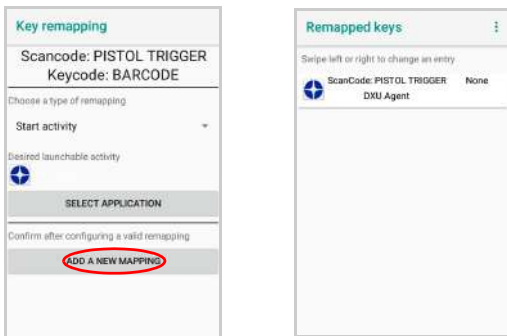 Key remapping
Scancode: PISTOL TRIGGER
Keycode: BARCODE
Choose a type of remapping
Start activity
Desired launchable activity
SELECT APPLICATION
Confirm after configuring a valid remapping
ADD A NEW MAPPING
Remapped keys
Swipe left or right to change an entry
ScanCode: PISTOL TRIGGER None
DXU Agent